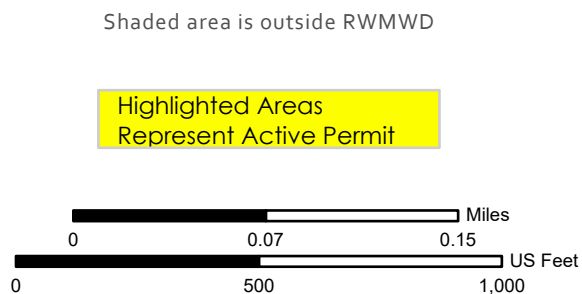 Shaded area is outside RWMWD
Highlighted Areas
Represent Active Permit
Miles
0 0.07 0.15
US Feet
0 500 1,000